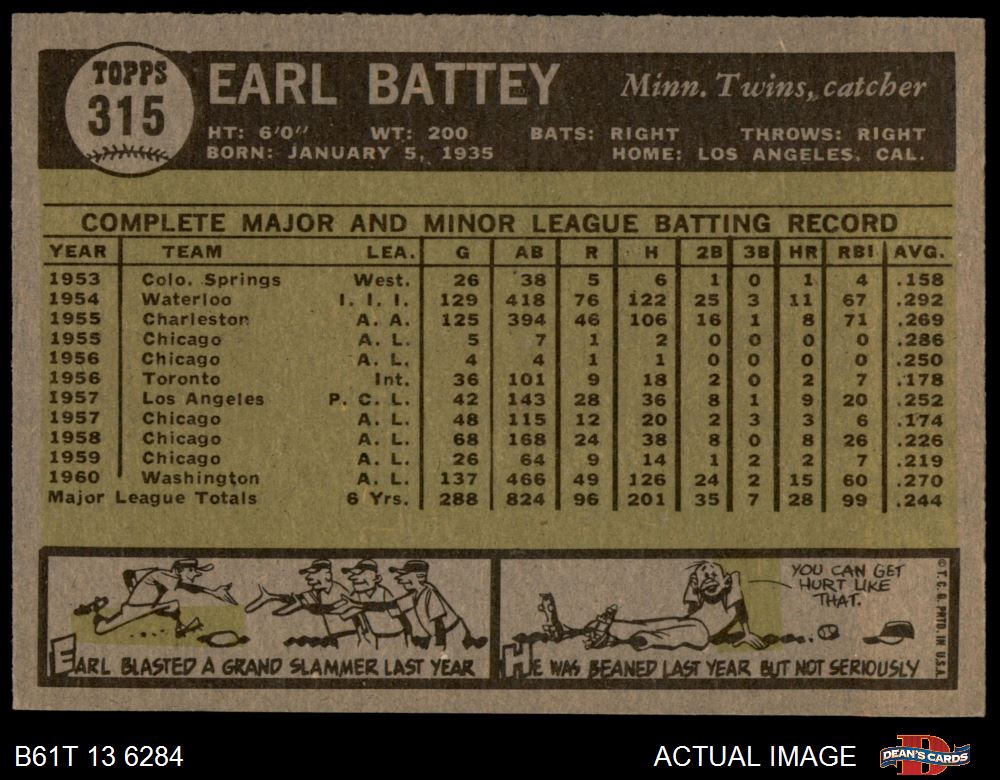 TOPPS
315
EARL BATTEY
Minn. Twins, catcher
HT: 6'0" WT: 200 BATS: RIGHT THROWS: RIGHT
BORN: JANUARY 5, 1935 HOME: LOS ANGELES, CAL.
COMPLETE MAJOR AND MINOR LEAGUE BATTING RECORD
YEAR TEAM LEA. G AB R H 2B 3B HR RBI AVG.
1953 Colo. Springs West. 26 38 5 6 1 0 1 4 .158
1954 Waterloo I. I. I. 129 418 76 122 25 3 11 67 .292
1955 Charleston A. A. 125 394 46 106 16 1 8 71 .269
1955 Chicago A. L. 5 7 1 2 0 0 0 0 .286
1956 Chicago A. L. 4 4 1 1 0 0 0 0 .250
1956 Toronto Int. 36 101 9 18 2 0 2 7 .178
1957 Los Angeles P. C. L. 42 143 28 36 8 1 9 20 .252
1957 Chicago A. L. 48 115 12 20 2 3 3 6 .174
1958 Chicago A. L. 68 168 24 38 8 0 8 26 .226
1959 Chicago A. L. 26 64 9 14 1 2 2 7 .219
1960 Washington A. L. 137 466 49 126 24 2 15 60 .270
Major League Totals 6 Yrs. 288 824 96 201 35 7 28 99 .244
EARL BLASTED A GRAND SLAMMER LAST YEAR
YOU CAN GET
HURT LIKE
THAT.
HE WAS BEANED LAST YEAR BUT NOT SERIOUSLY
© T. C. G. PRTD. IN U.S.A.
B61T 13 6284
ACTUAL IMAGE
DEAN'S CARDS